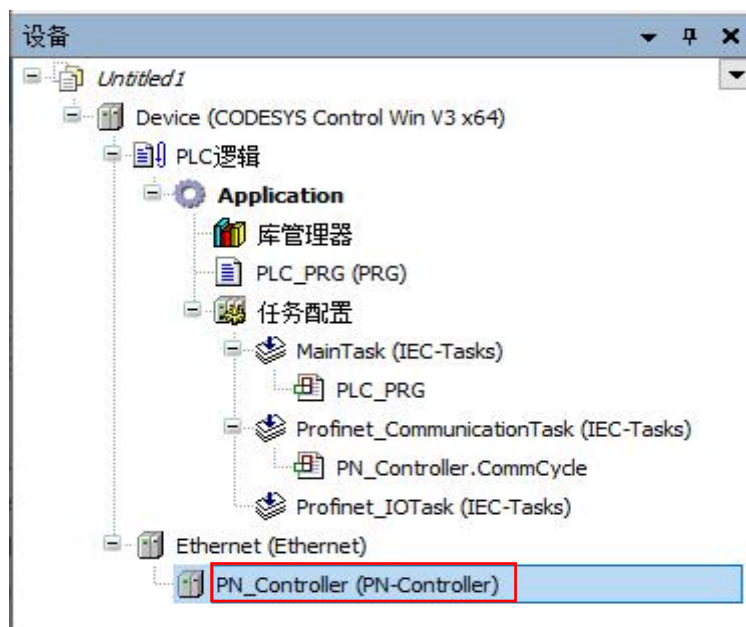 设备
Untitled1
Device (CODESYS Control Win V3 x64)
PLC逻辑
Application
库管理器
PLC_PRG (PRG)
任务配置
MainTask (IEC-Tasks)
PLC_PRG
Profinet_CommunicationTask (IEC-Tasks)
PN_Controller.CommCycle
Profinet_IOTask (IEC-Tasks)
Ethernet (Ethernet)
PN_Controller (PN-Controller)